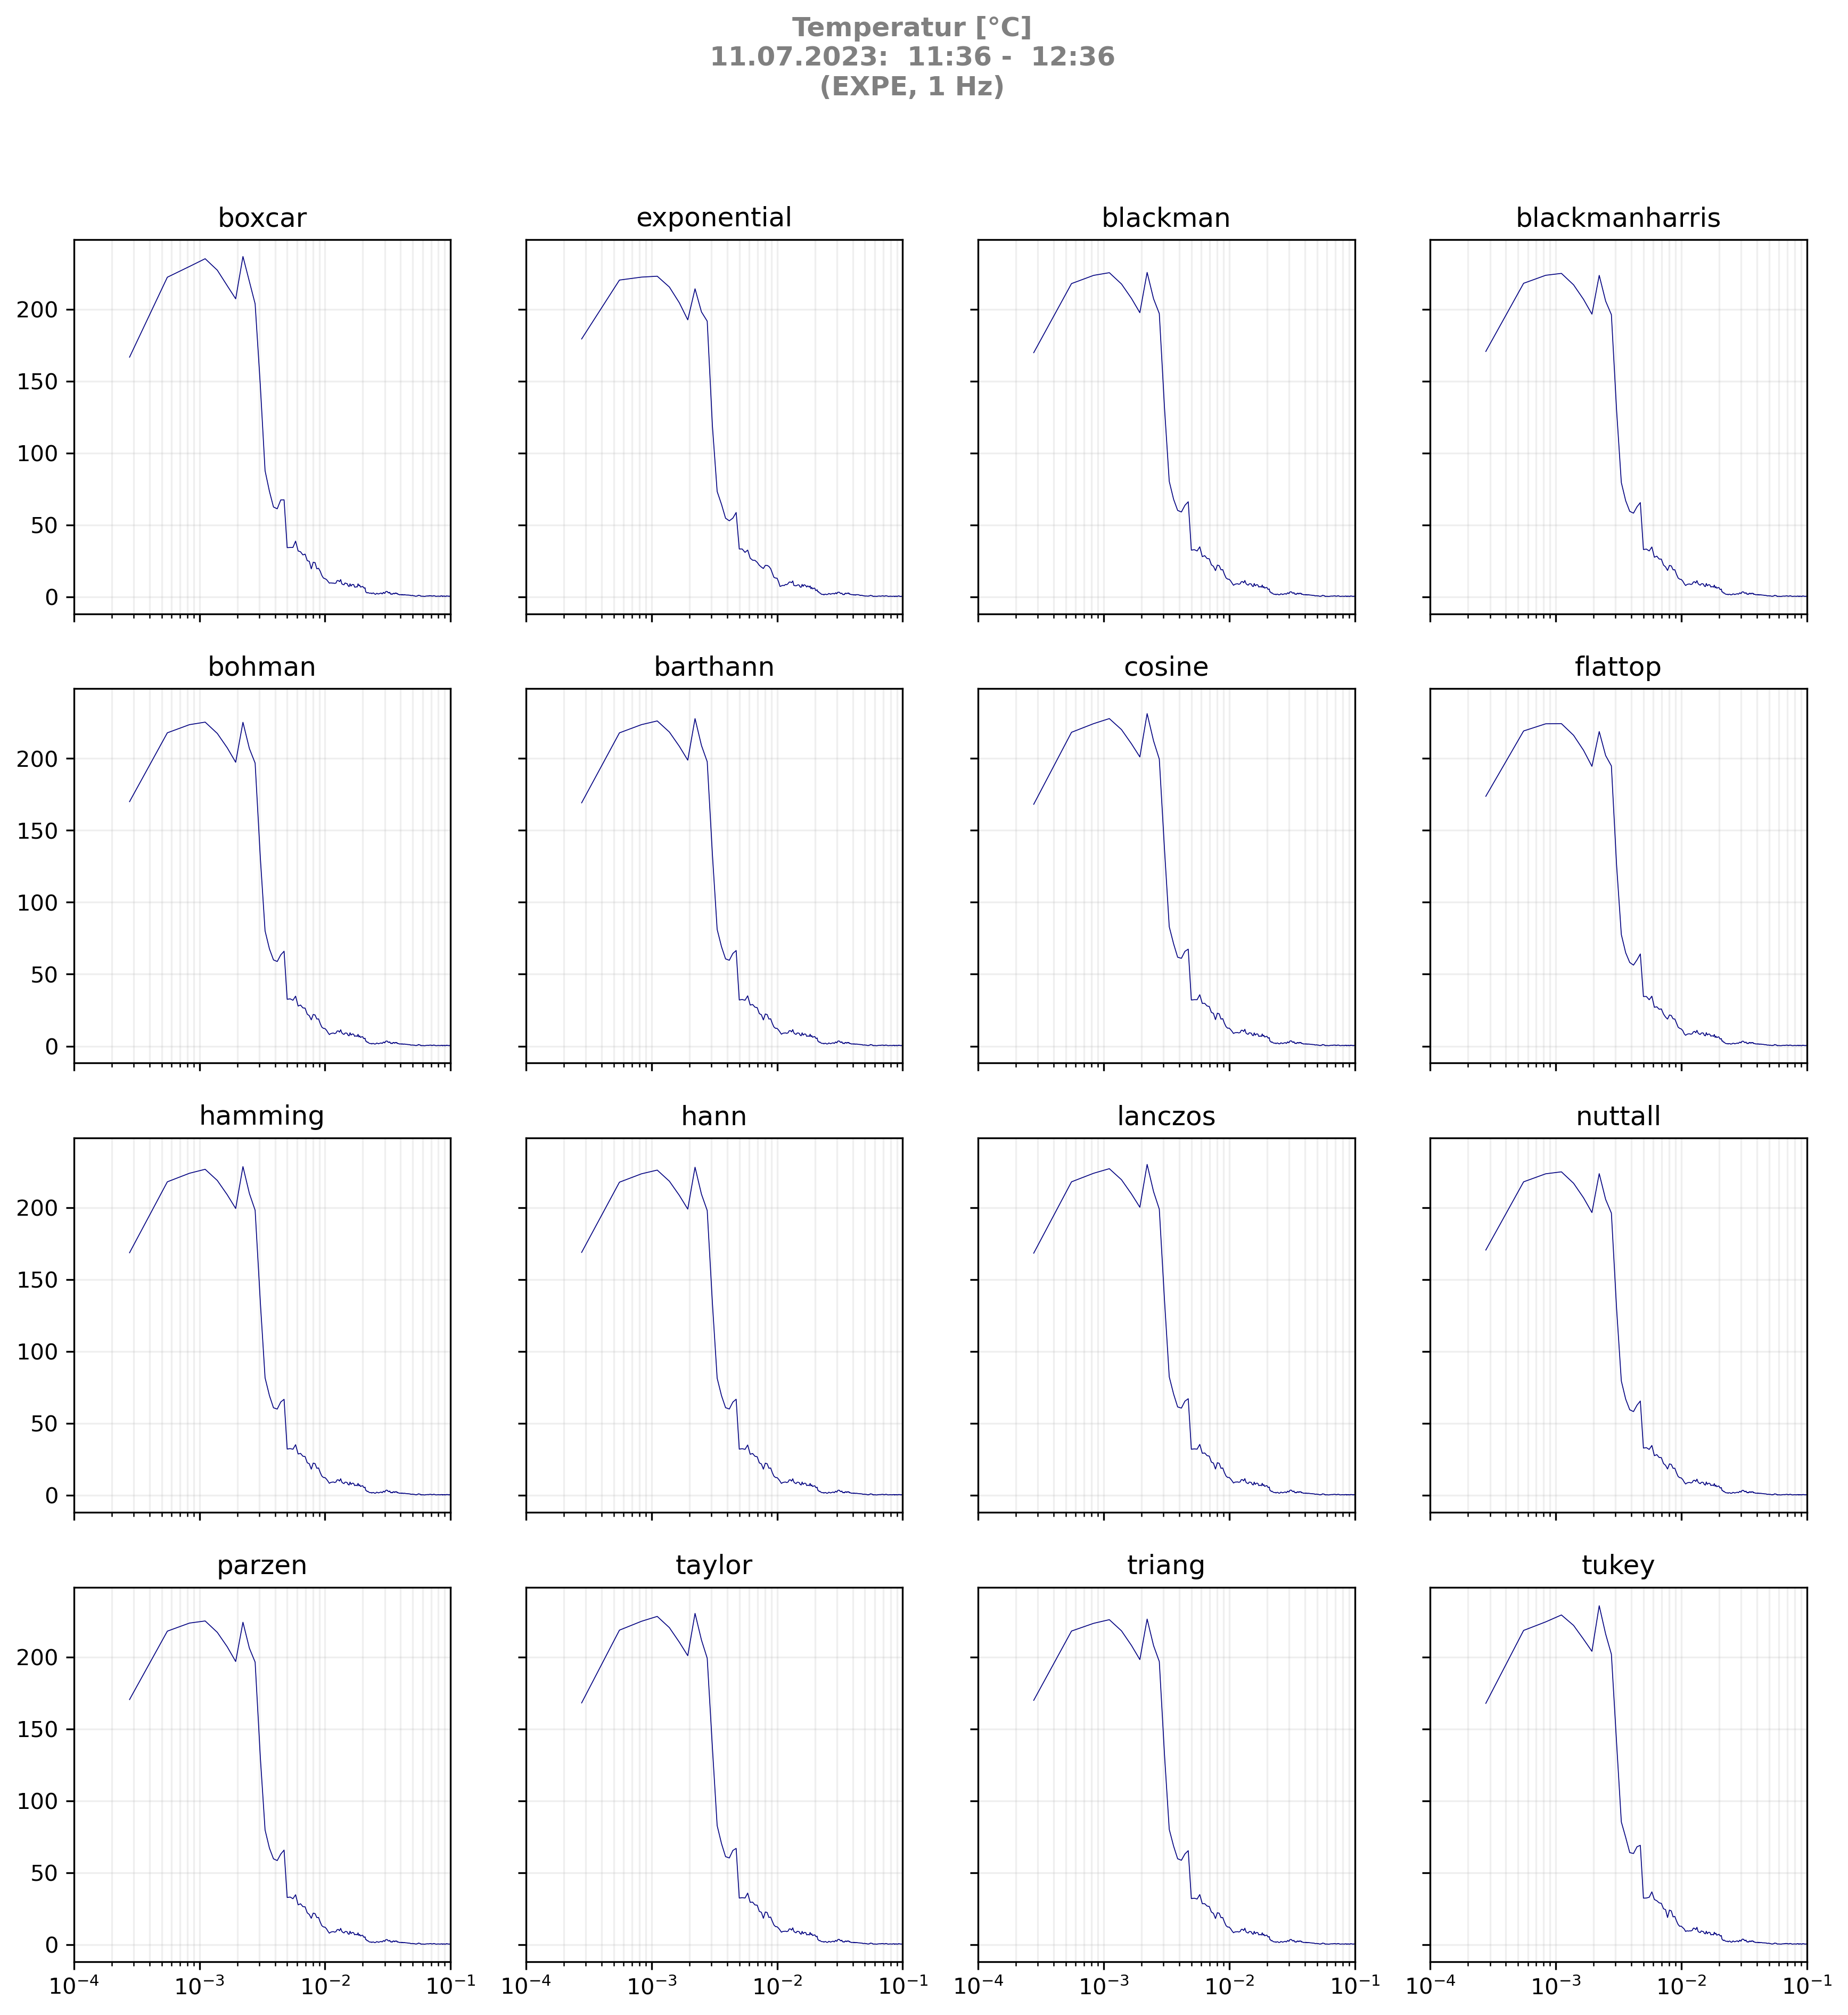 Temperatur [°C]
11.07.2023:  11:36 -  12:36
(EXPE, 1 Hz)
boxcar exponential blackman blackmanharris
200
150
100
50
0
bohman barthann cosine flattop
200
150
100
50
0
hamming hann lanczos nuttall
200
150
100
50
0
parzen taylor triang tukey
200
150
100
50
0
10⁻⁴ 10⁻³ 10⁻² 10⁻¹ 10⁻⁴ 10⁻³ 10⁻² 10⁻¹ 10⁻⁴ 10⁻³ 10⁻² 10⁻¹ 10⁻⁴ 10⁻³ 10⁻² 10⁻¹